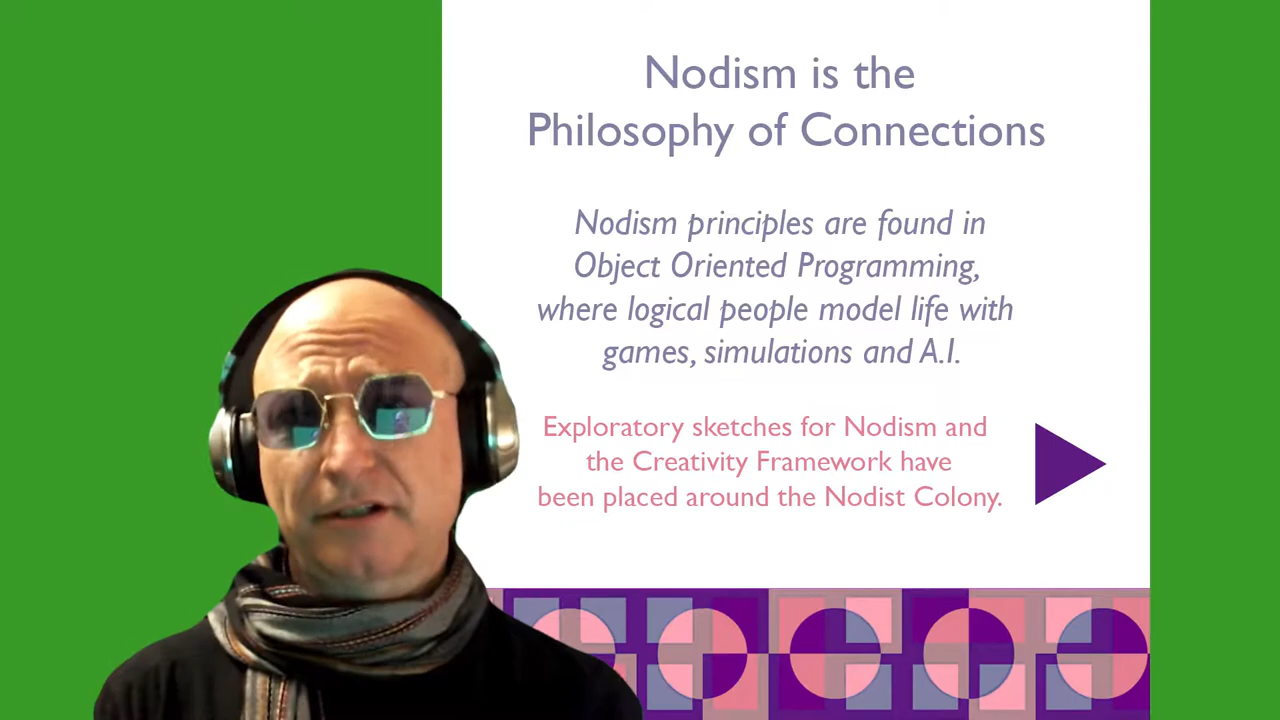 Nodism is the
Philosophy of Connections
Nodism principles are found in
Object Oriented Programming,
where logical people model life with
games, simulations and A.I.
Exploratory sketches for Nodism and
the Creativity Framework have
been placed around the Nodist Colony.